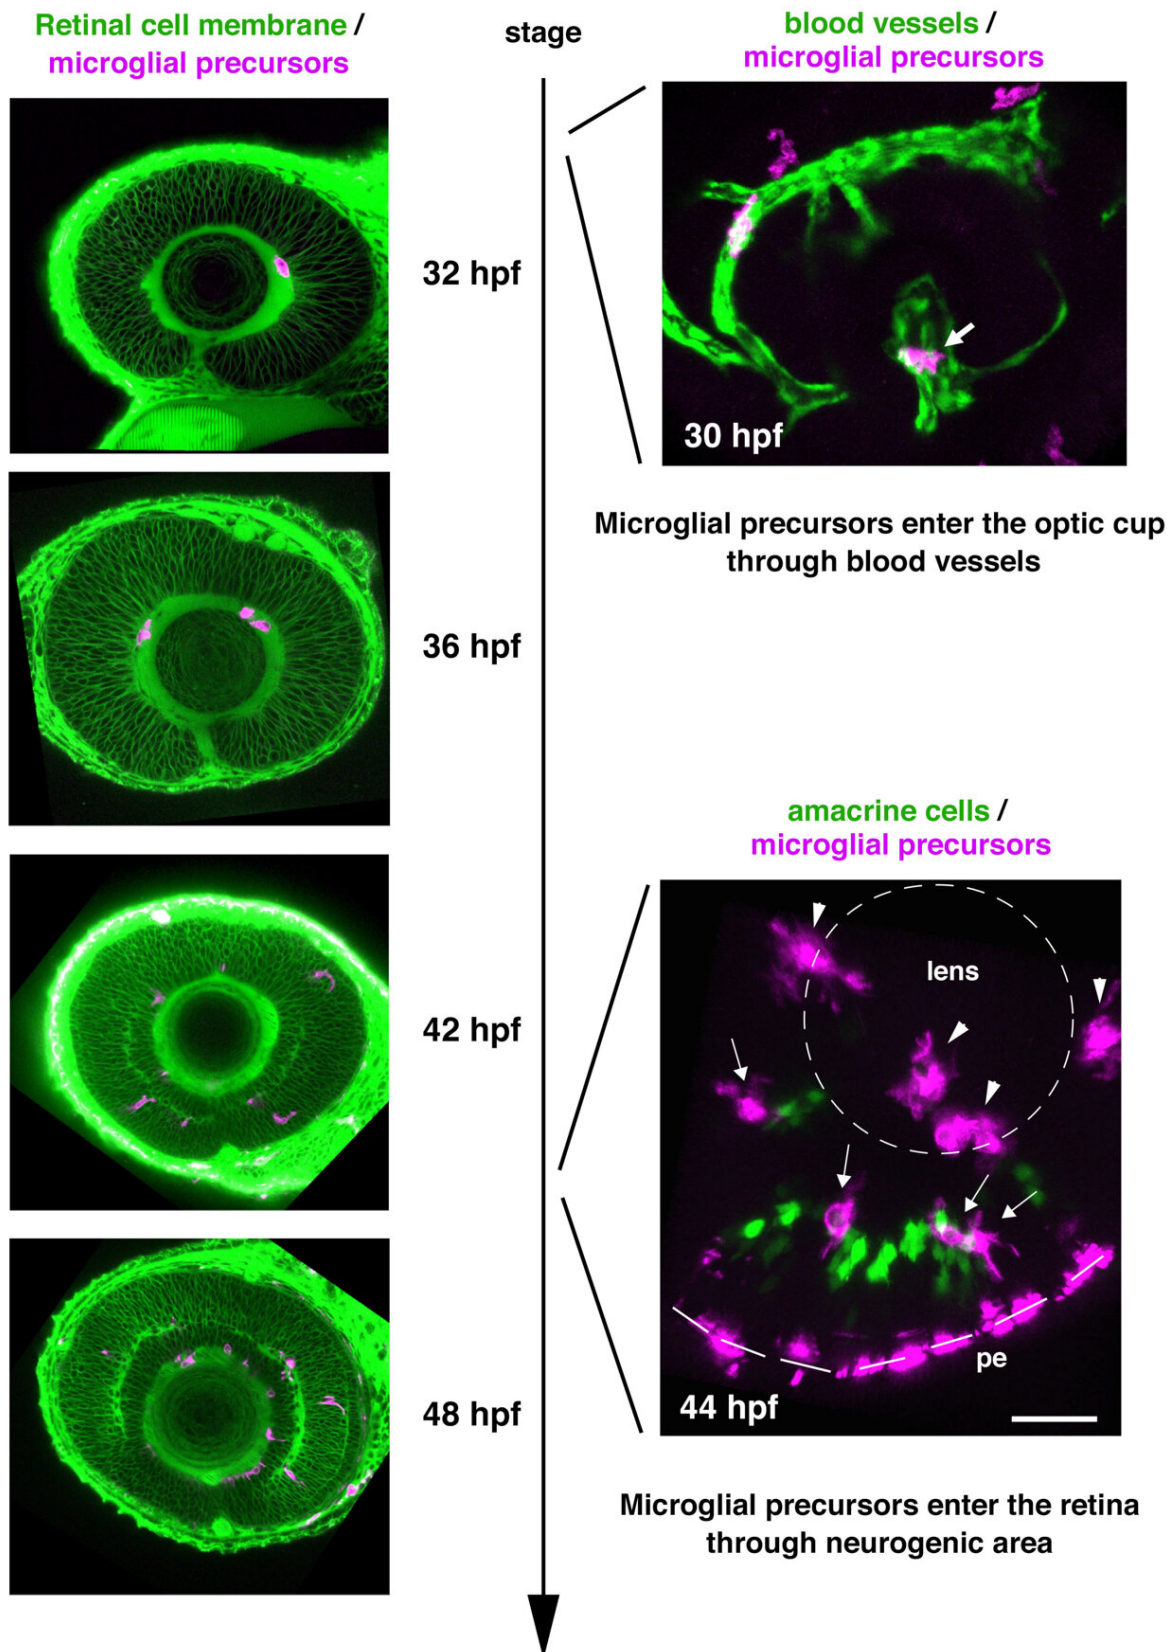 Retinal cell membrane /
microglial precursors
stage
blood vessels /
microglial precursors
32 hpf
30 hpf
Microglial precursors enter the optic cup
through blood vessels
36 hpf
amacrine cells /
microglial precursors
42 hpf
lens
pe
44 hpf
48 hpf
Microglial precursors enter the retina
through neurogenic area